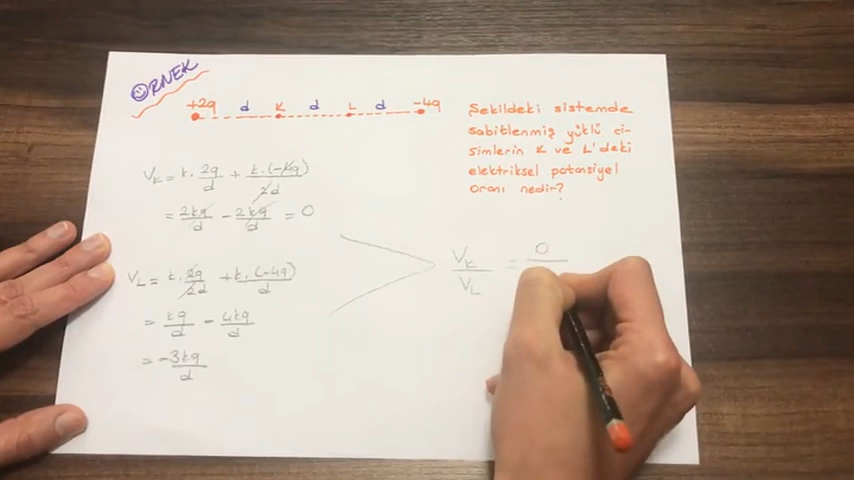 ÖRNEK
+2q d K d L d -4q
Şekildeki sistemde
sabitlenmiş yüklü ci-
simlerin K ve L'deki
elektriksel potansiyel
oranı nedir?
V_K = k. 2q/d + k.(-4q)/2d
= 2kq/d - 2kq/d = 0
V_L = k.2q/2d + k.(-4q)/d
= kq/d - 4kq/d
= -3kq/d
V_K/V_L = 0